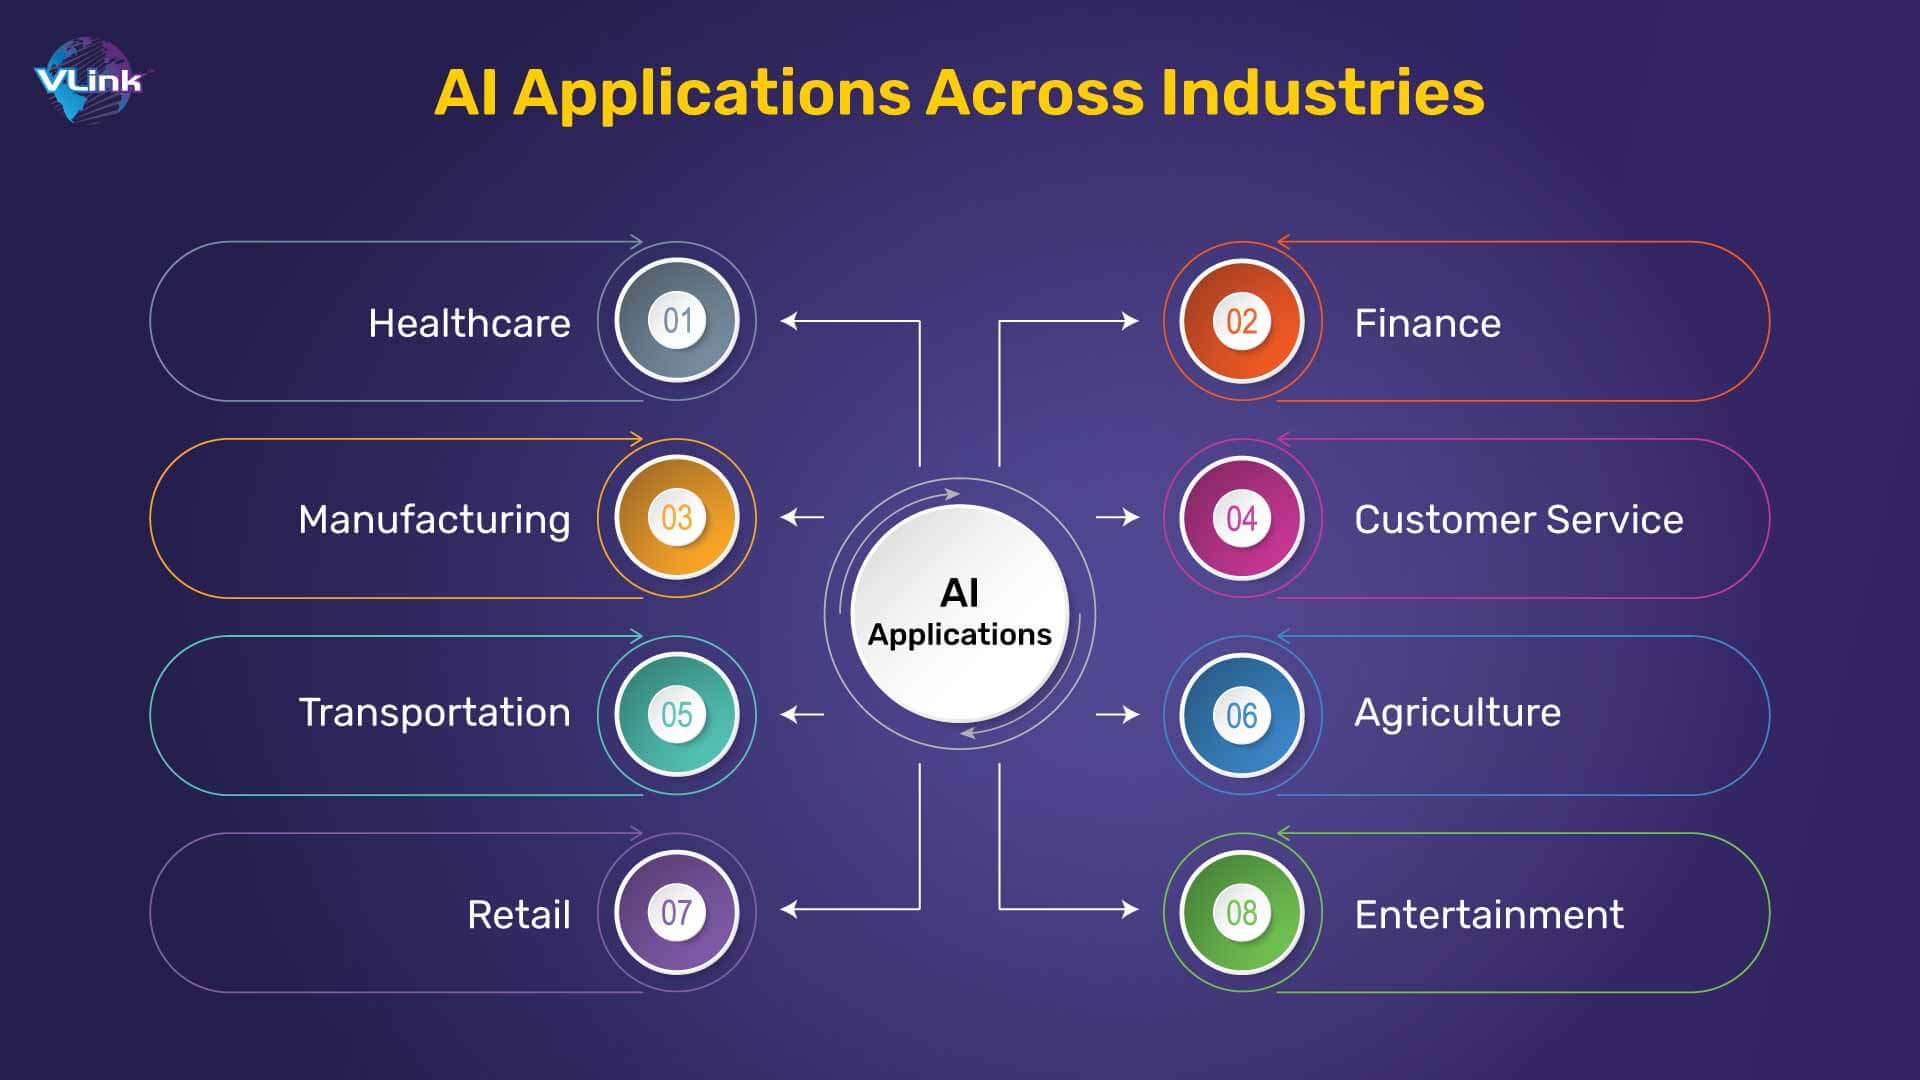 VLink
AI Applications Across Industries
Healthcare
01
02
Finance
Manufacturing
03
04
Customer Service
AI
Applications
Transportation
05
06
Agriculture
Retail
07
08
Entertainment